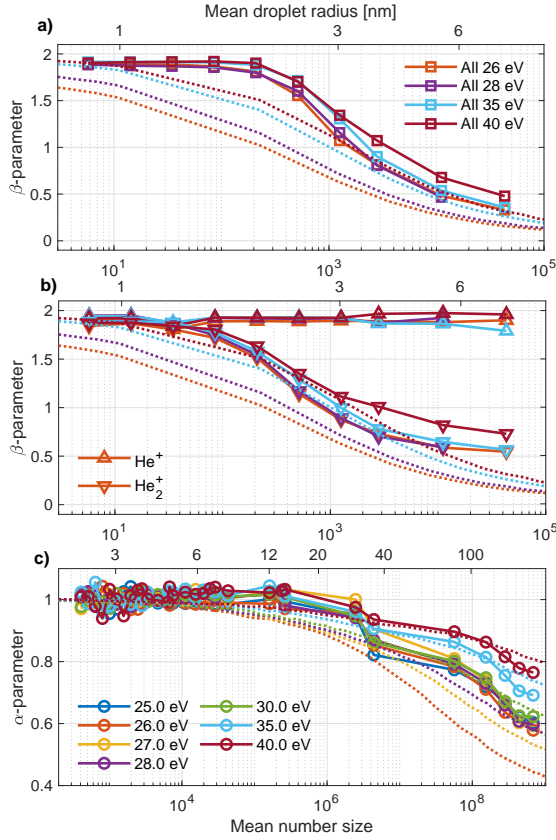 Mean droplet radius [nm]
a)
1 3 6
2
1.5
1
0.5
0
β-parameter
All 26 eV
All 28 eV
All 35 eV
All 40 eV
10^1 10^3 10^5
b)
1 3 6
2
1.5
1
0.5
0
β-parameter
He^+
He_2^+
10^1 10^3 10^5
c)
3 6 12 20 40 100
1
0.8
0.6
0.4
α-parameter
25.0 eV
26.0 eV
27.0 eV
28.0 eV
30.0 eV
35.0 eV
40.0 eV
10^4 10^6 10^8
Mean number size